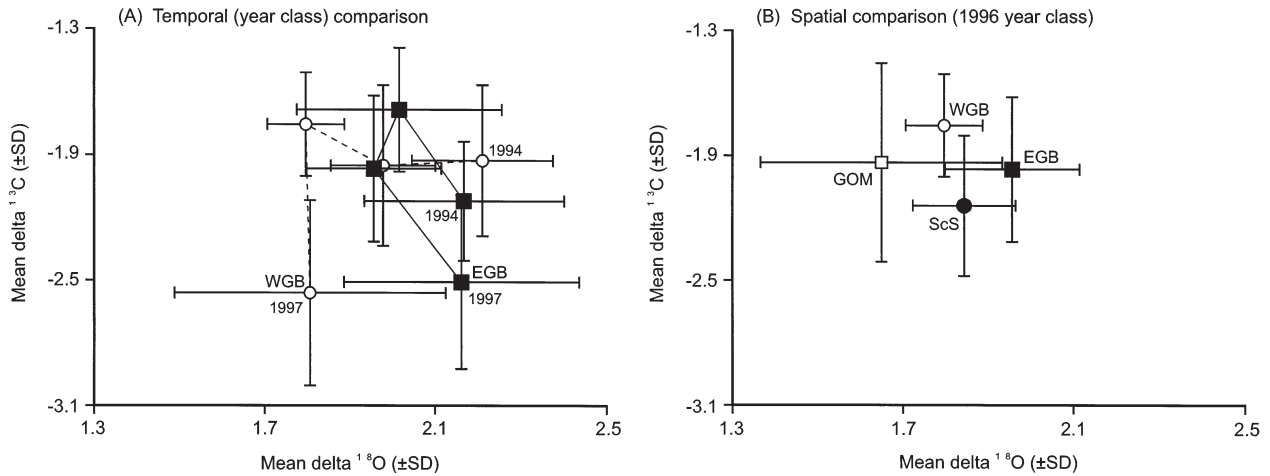 (A) Temporal (year class) comparison
-1.3
-1.9
-2.5
-3.1
Mean delta ¹³C (±SD)
1994
1994
WGB
1997
EGB
1997
1.3
1.7
2.1
2.5
Mean delta ¹⁸O (±SD)
(B) Spatial comparison (1996 year class)
-1.3
-1.9
-2.5
-3.1
Mean delta ¹³C (±SD)
WGB
EGB
GOM
ScS
1.3
1.7
2.1
2.5
Mean delta ¹⁸O (±SD)